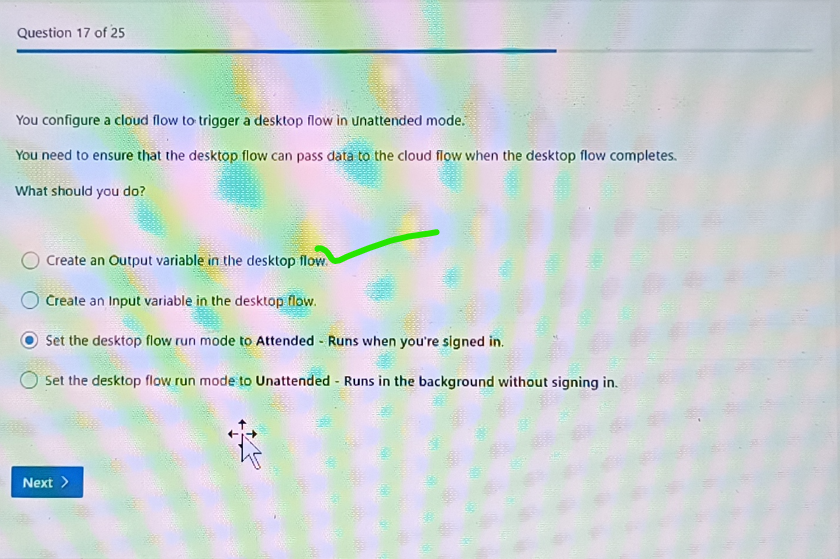 Question 17 of 25
You configure a cloud flow to trigger a desktop flow in unattended mode.
You need to ensure that the desktop flow can pass data to the cloud flow when the desktop flow completes.
What should you do?
Create an Output variable in the desktop flow.
Create an Input variable in the desktop flow.
Set the desktop flow run mode to Attended - Runs when you're signed in.
Set the desktop flow run mode to Unattended - Runs in the background without signing in.
Next